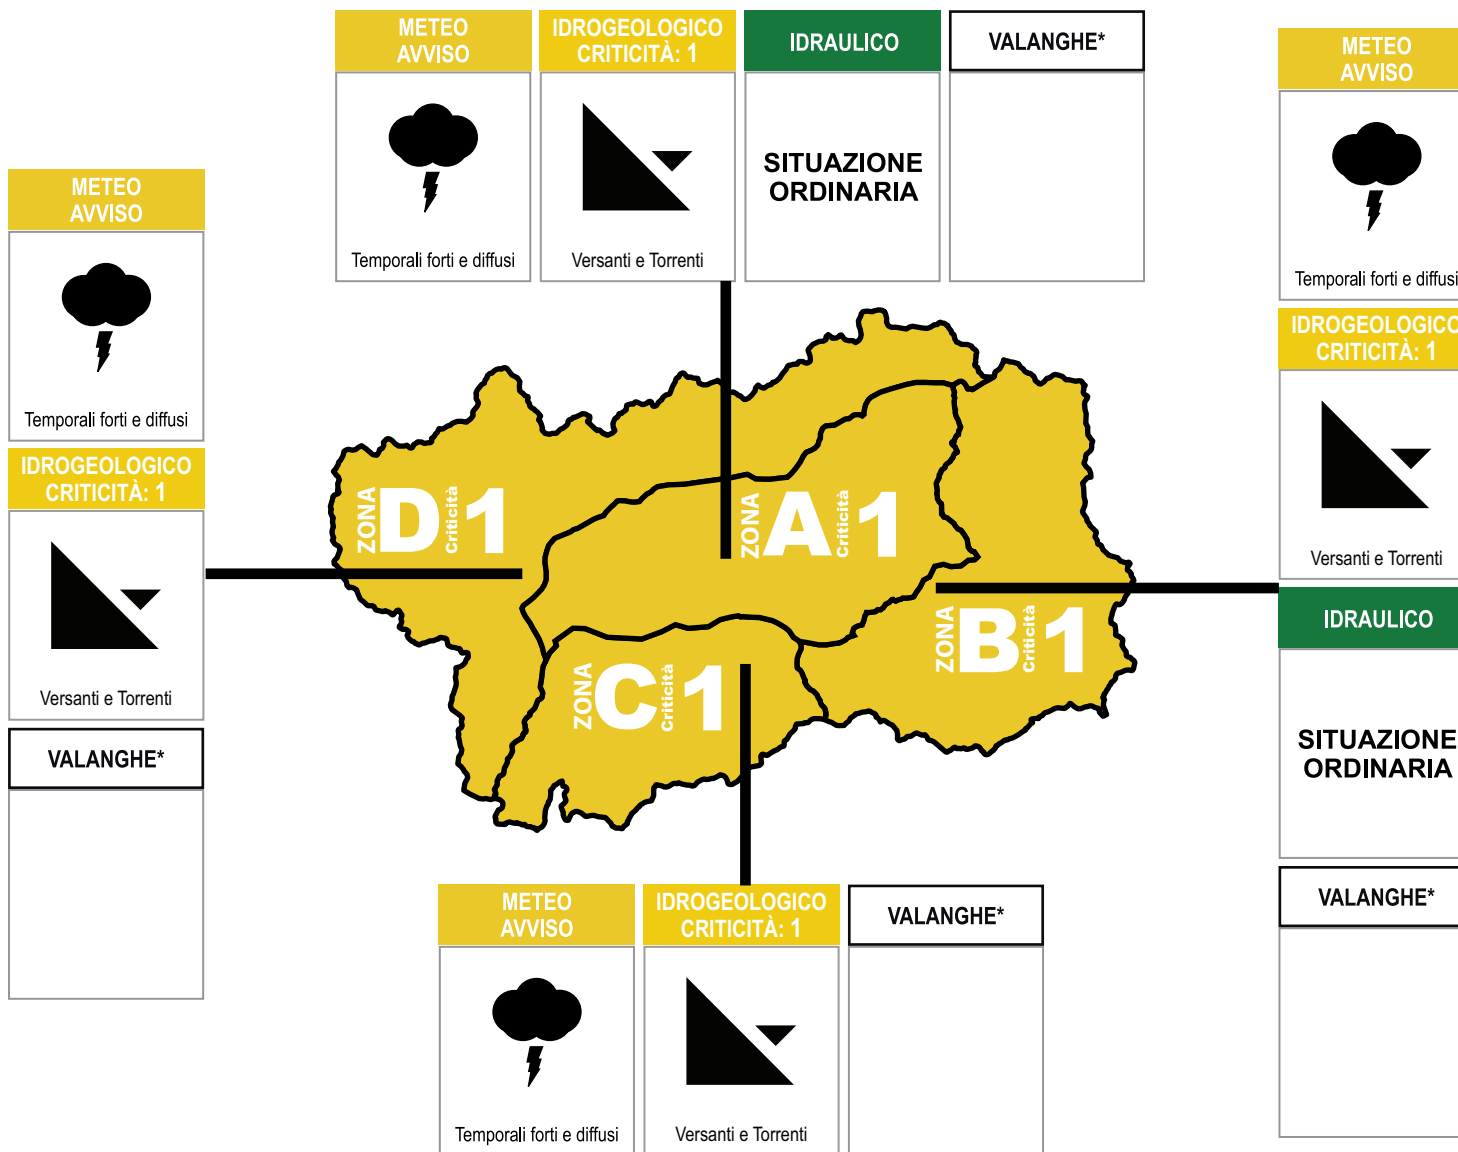 METEO
AVVISO
Temporali forti e diffusi
IDROGEOLOGICO
CRITICITÀ: 1
Versanti e Torrenti
IDRAULICO
SITUAZIONE
ORDINARIA
VALANGHE*
METEO
AVVISO
Temporali forti e diffusi
IDROGEOLOGICO
CRITICITÀ: 1
Versanti e Torrenti
VALANGHE*
ZONA D Criticità 1
ZONA A Criticità 1
ZONA C Criticità 1
ZONA B Criticità 1
METEO
AVVISO
Temporali forti e diffusi
IDROGEOLOGICO
CRITICITÀ: 1
Versanti e Torrenti
IDRAULICO
SITUAZIONE
ORDINARIA
VALANGHE*
METEO
AVVISO
Temporali forti e diffusi
IDROGEOLOGICO
CRITICITÀ: 1
Versanti e Torrenti
VALANGHE*